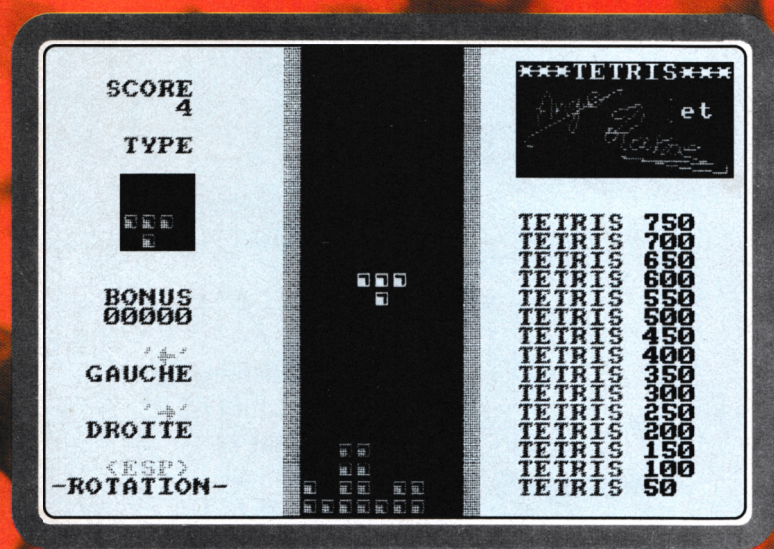 SCORE
4
TYPE
BONUS
00000
GAUCHE
DROITE
<ESP>
-ROTATION-
***TETRIS***
et
TETRIS 750
TETRIS 700
TETRIS 650
TETRIS 600
TETRIS 550
TETRIS 500
TETRIS 450
TETRIS 400
TETRIS 350
TETRIS 300
TETRIS 250
TETRIS 200
TETRIS 150
TETRIS 100
TETRIS 50